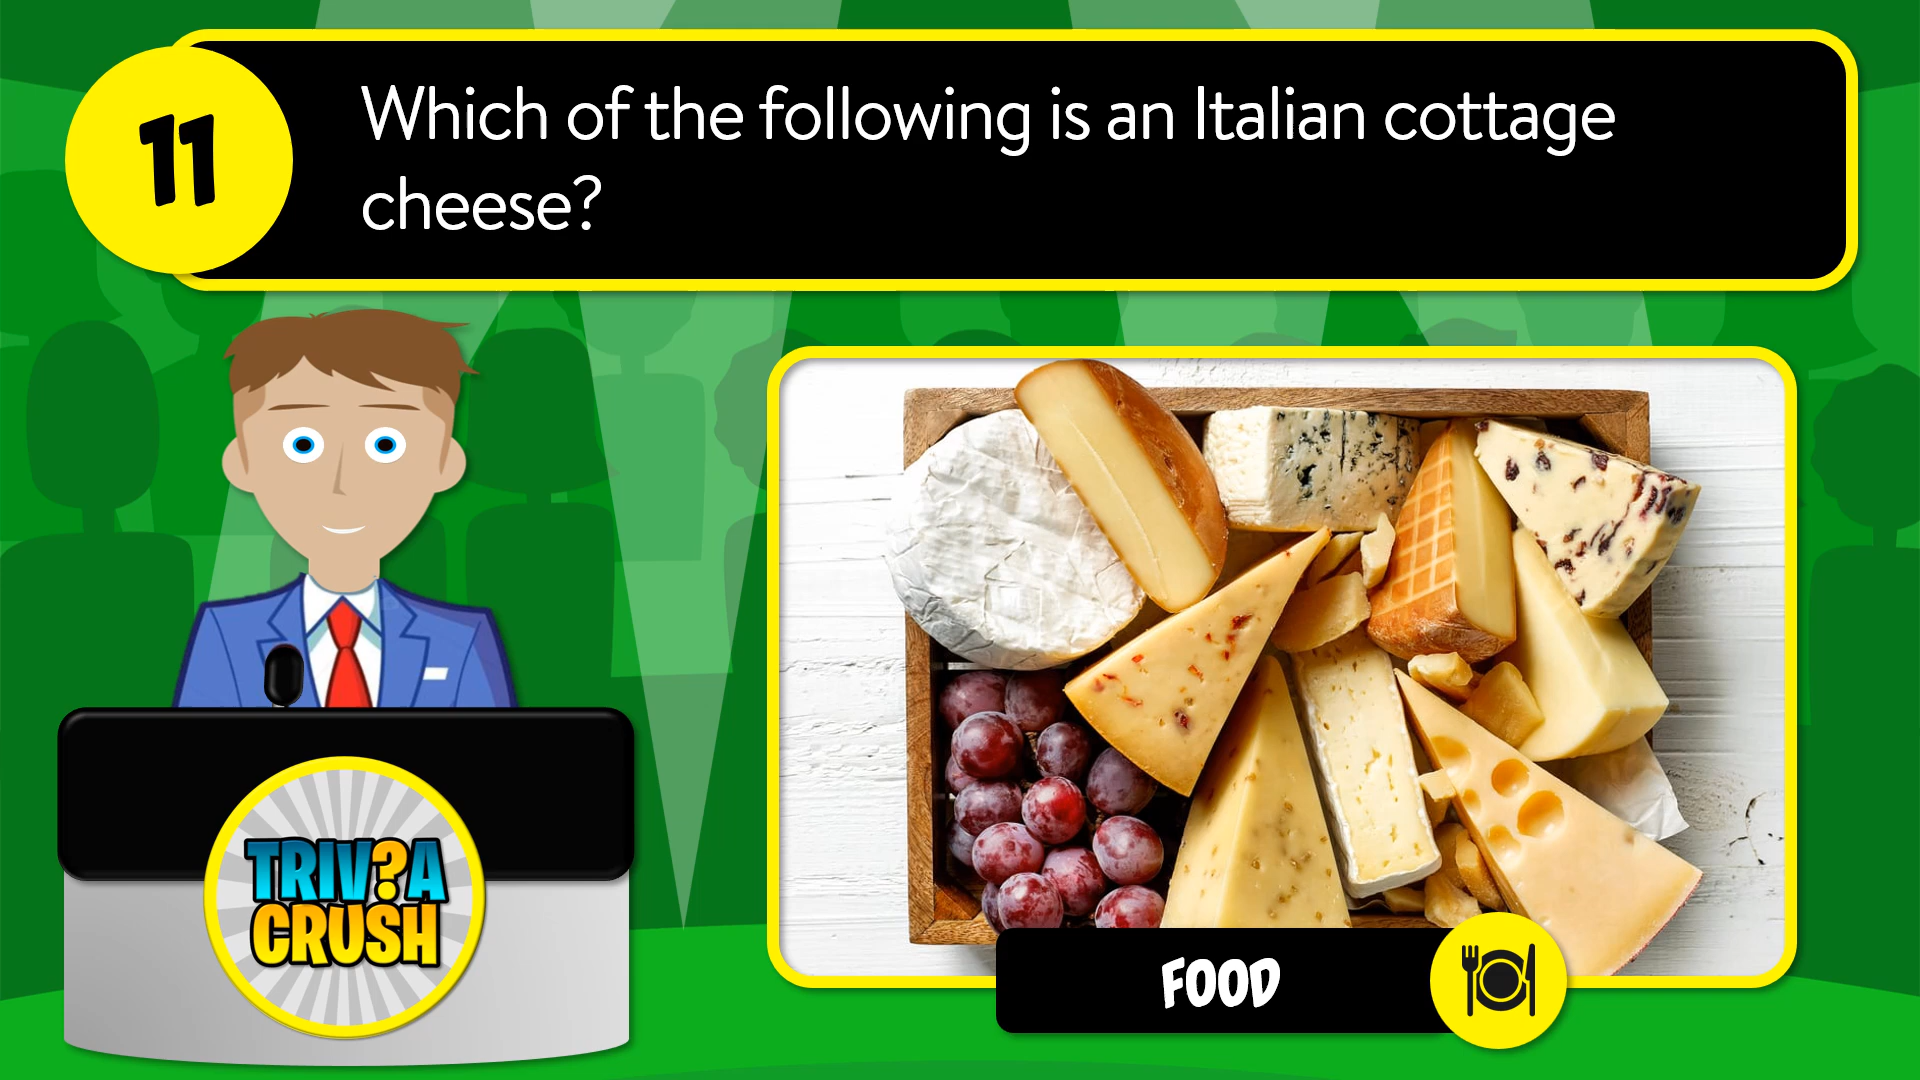 11
Which of the following is an Italian cottage
cheese?
TRIV?A
CRUSH
FOOD